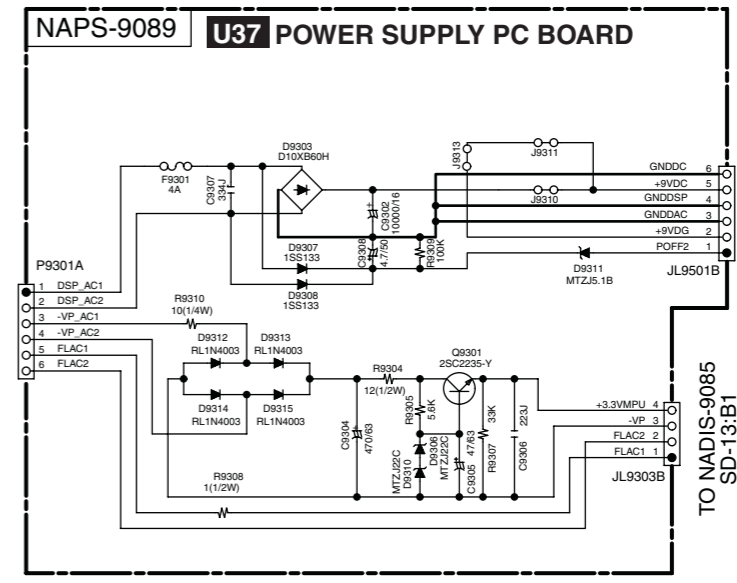 NAPS-9089
U37 POWER SUPPLY PC BOARD
D9303
D10XB60H
F9301
4A
C9307
334J
C9302
10000/16
C9308
4.7/50
R9309
100K
D9307
1SS133
D9308
1SS133
J9313
J9311
J9310
D9311
MTZJ5.1B
GNDDC 6
+9VDC 5
GNDDSP 4
GNDDAC 3
+9VDG 2
POFF2 1
JL9501B
P9301A
1 DSP_AC1
2 DSP_AC2
3 -VP_AC1
4 -VP_AC2
5 FLAC1
6 FLAC2
R9310
10(1/4W)
D9312
RL1N4003
D9313
RL1N4003
D9314
RL1N4003
D9315
RL1N4003
R9308
1(1/2W)
C9304
470/63
R9304
12(1/2W)
R9305
5.6K
Q9301
2SC2235-Y
MTZJ22C
D9310
D9306
MTZJ22C
C9305
47/63
R9307
33K
223J
C9306
+3.3VMPU 4
-VP 3
FLAC2 2
FLAC1 1
JL9303B
TO NADIS-9085
SD-13:B1